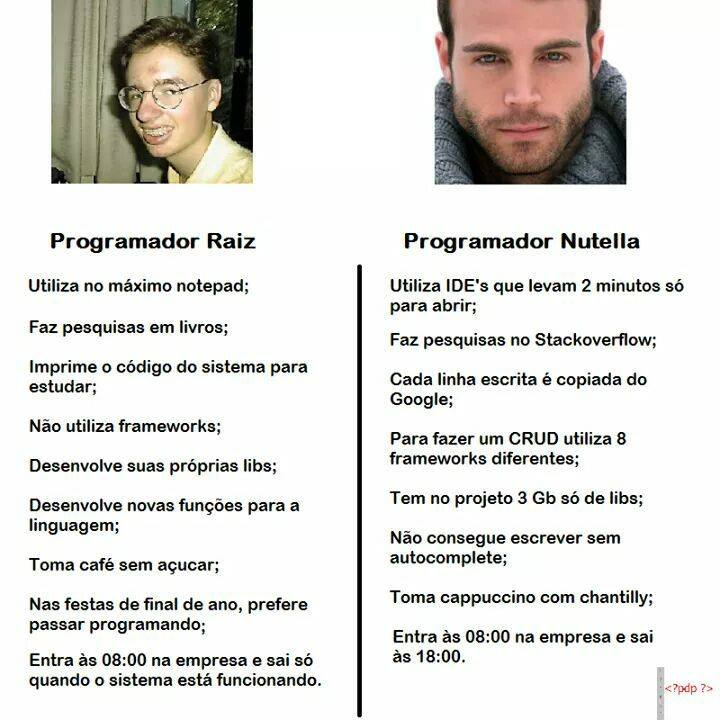 Programador Raiz
Utiliza no máximo notepad;
Faz pesquisas em livros;
Imprime o código do sistema para
estudar;
Não utiliza frameworks;
Desenvolve suas próprias libs;
Desenvolve novas funções para a
linguagem;
Toma café sem açucar;
Nas festas de final de ano, prefere
passar programando;
Entra às 08:00 na empresa e sai só
quando o sistema está funcionando.
Programador Nutella
Utiliza IDE's que levam 2 minutos só
para abrir;
Faz pesquisas no Stackoverflow;
Cada linha escrita é copiada do
Google;
Para fazer um CRUD utiliza 8
frameworks diferentes;
Tem no projeto 3 Gb só de libs;
Não consegue escrever sem
autocomplete;
Toma cappuccino com chantilly;
Entra às 08:00 na empresa e sai
às 18:00.
<?pdp ?>